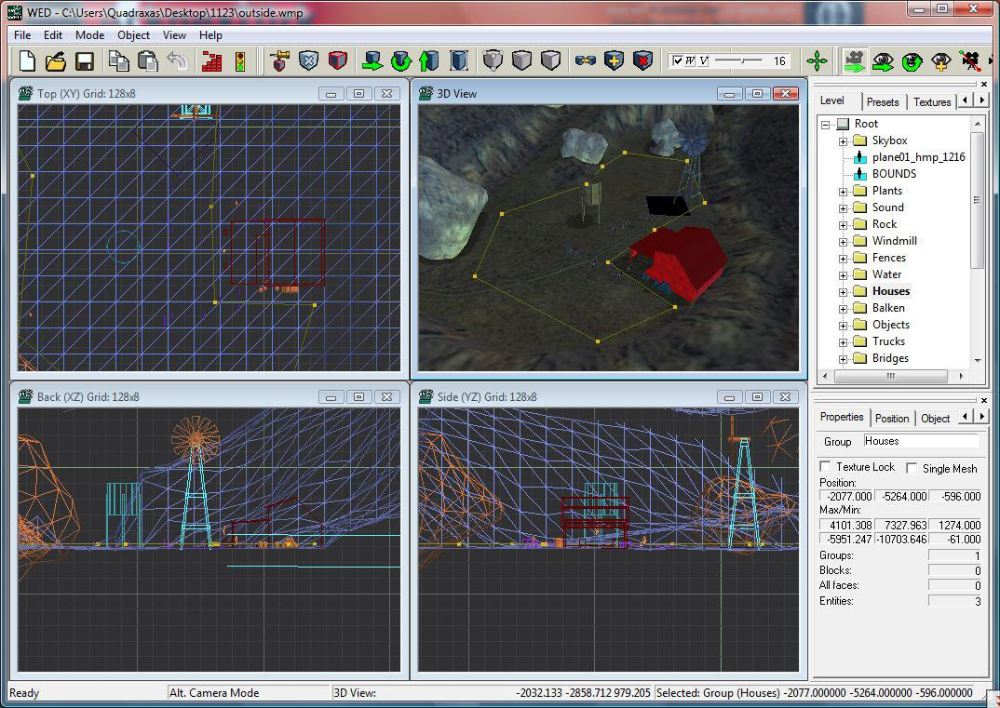 WED - C:\Users\Quadraxas\Desktop\1123\outside.wmp
File Edit Mode Object View Help
W V 16
Top (XY) Grid: 128x8
3D View
Back (XZ) Grid: 128x8
Side (YZ) Grid: 128x8
Level Presets Textures
Root
Skybox
plane01_hmp_1216
BOUNDS
Plants
Sound
Rock
Windmill
Fences
Water
Houses
Balken
Objects
Trucks
Bridges
Properties Position Object
Group Houses
Texture Lock Single Mesh
Position:
-2077.000 -5264.000 -596.000
Max/Min:
4101.308 7327.963 1274.000
-5951.247 -10703.646 -61.000
Groups: 1
Blocks: 0
All faces: 0
Entities: 3
Ready Alt. Camera Mode 3D View: -2032.133 -2858.712 979.205 Selected: Group (Houses) -2077.000000 -5264.000000 -596.000000